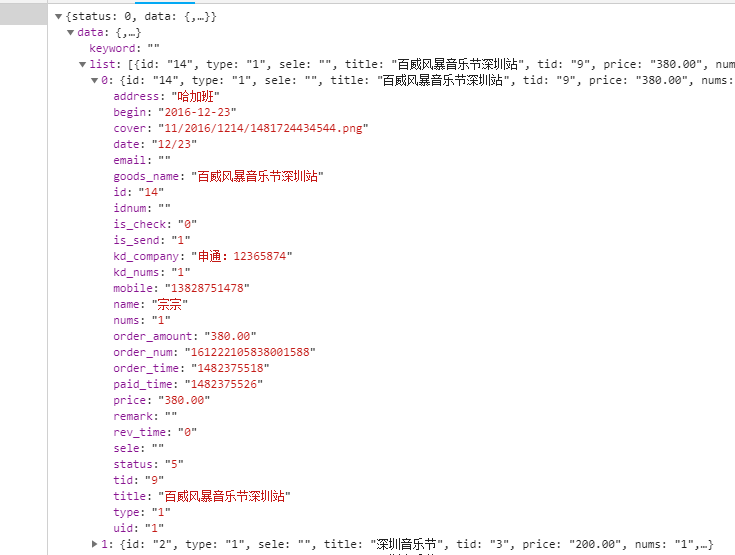 {status: 0, data: {,…}}
data: {,…}
keyword: ""
list: [{id: "14", type: "1", sele: "", title: "百威风暴音乐节深圳站", tid: "9", price: "380.00", nums
0: {id: "14", type: "1", sele: "", title: "百威风暴音乐节深圳站", tid: "9", price: "380.00", nums:
address: "哈加班"
begin: "2016-12-23"
cover: "11/2016/1214/1481724434544.png"
date: "12/23"
email: ""
goods_name: "百威风暴音乐节深圳站"
id: "14"
idnum: ""
is_check: "0"
is_send: "1"
kd_company: "申通: 12365874"
kd_nums: "1"
mobile: "13828751478"
name: "宗宗"
nums: "1"
order_amount: "380.00"
order_num: "161222105838001588"
order_time: "1482375518"
paid_time: "1482375526"
price: "380.00"
remark: ""
rev_time: "0"
sele: ""
status: "5"
tid: "9"
title: "百威风暴音乐节深圳站"
type: "1"
uid: "1"
1: {id: "2", type: "1", sele: "", title: "深圳音乐节", tid: "3", price: "200.00", nums: "1",…}